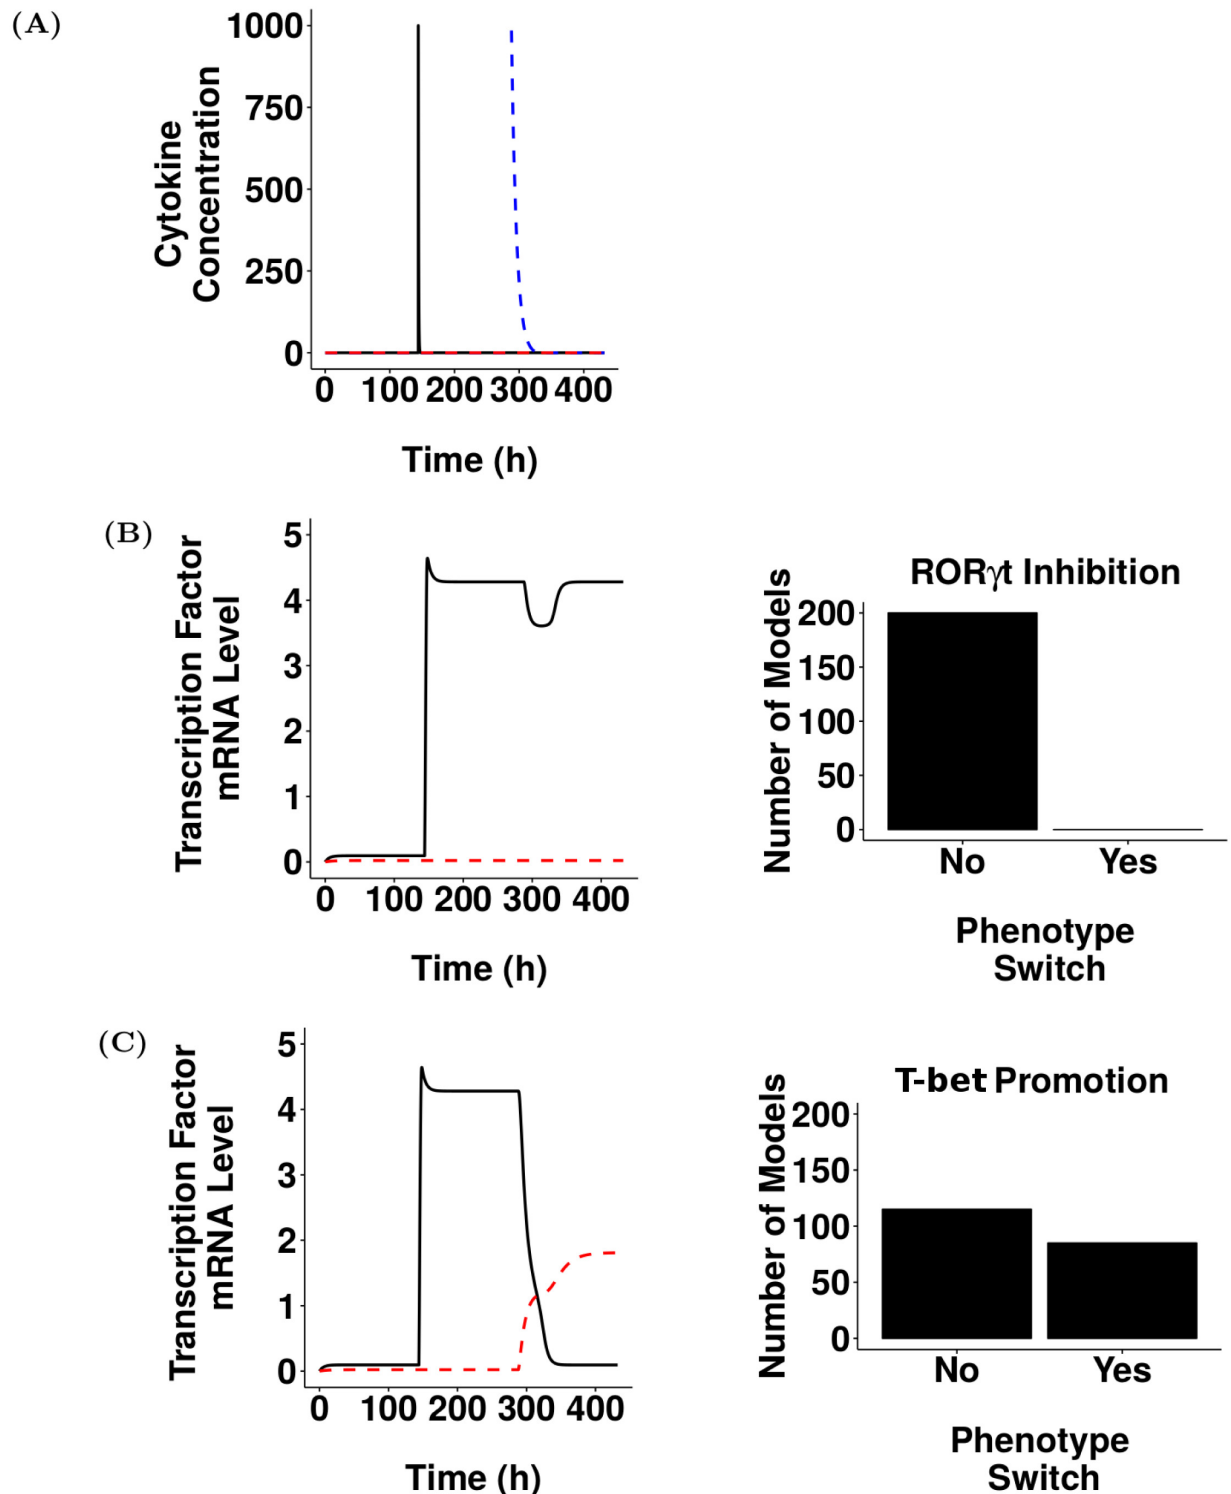 (A)
Cytokine
Concentration
1000
750
500
250
0
0 100 200 300 400
Time (h)
(B)
Transcription Factor
mRNA Level
5
4
3
2
1
0
0 100 200 300 400
Time (h)
RORγt Inhibition
Number of Models
200
150
100
50
0
No Yes
Phenotype
Switch
(C)
Transcription Factor
mRNA Level
5
4
3
2
1
0
0 100 200 300 400
Time (h)
T-bet Promotion
Number of Models
200
150
100
50
0
No Yes
Phenotype
Switch